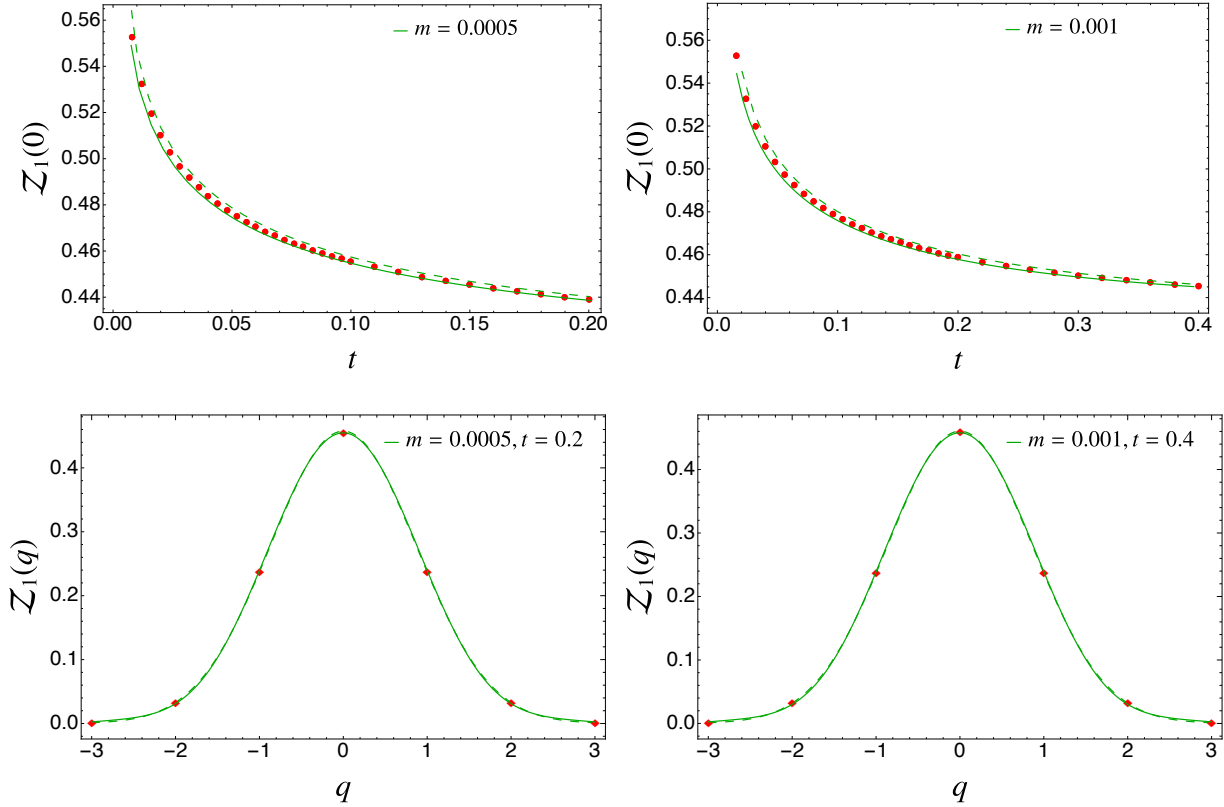 0.56
0.54
0.52
0.50
0.48
0.46
0.44
0.00 0.05 0.10 0.15 0.20
𝒵₁(0)
t
— m = 0.0005
0.56
0.54
0.52
0.50
0.48
0.46
0.44
0.0 0.1 0.2 0.3 0.4
𝒵₁(0)
t
— m = 0.001
0.4
0.3
0.2
0.1
0.0
−3 −2 −1 0 1 2 3
𝒵₁(q)
q
— m = 0.0005, t = 0.2
0.4
0.3
0.2
0.1
0.0
−3 −2 −1 0 1 2 3
𝒵₁(q)
q
— m = 0.001, t = 0.4